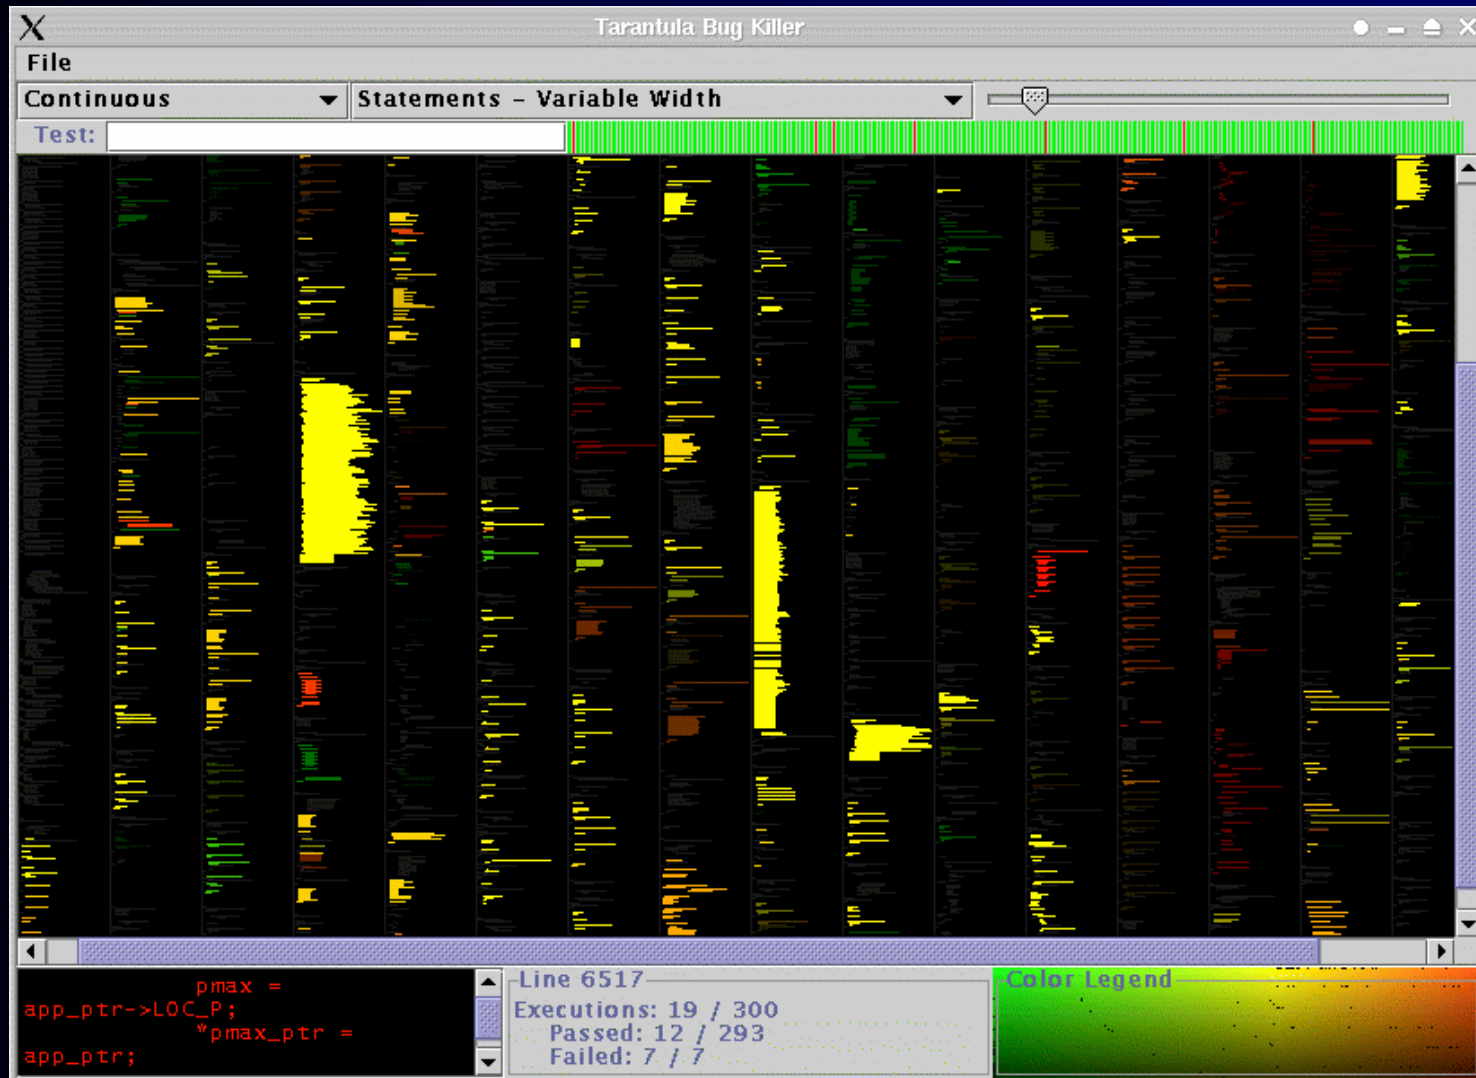 Tarantula Bug Killer
File
Continuous
Statements - Variable Width
Test:
pmax =
app_ptr->LOC_P;
*pmax_ptr =
app_ptr;
Line 6517
Executions: 19 / 300
Passed: 12 / 293
Failed: 7 / 7
Color Legend